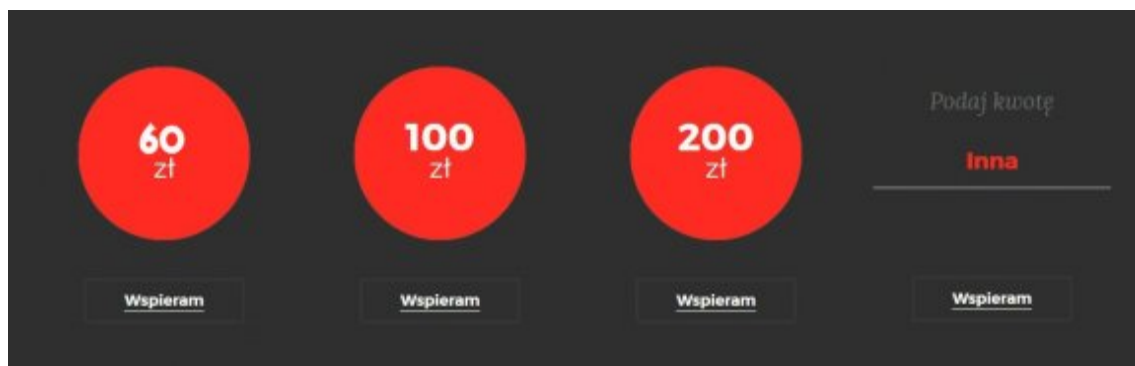 60
zł
Wspieram
100
zł
Wspieram
200
zł
Wspieram
Podaj kwotę
Inna
Wspieram